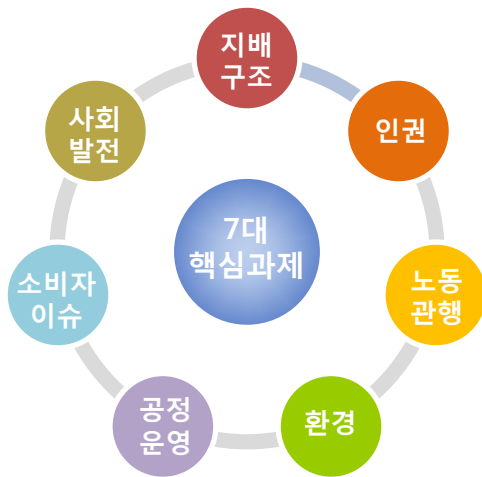 지배
구조
인권
노동
관행
환경
공정
운영
소비자
이슈
사회
발전
7대
핵심과제